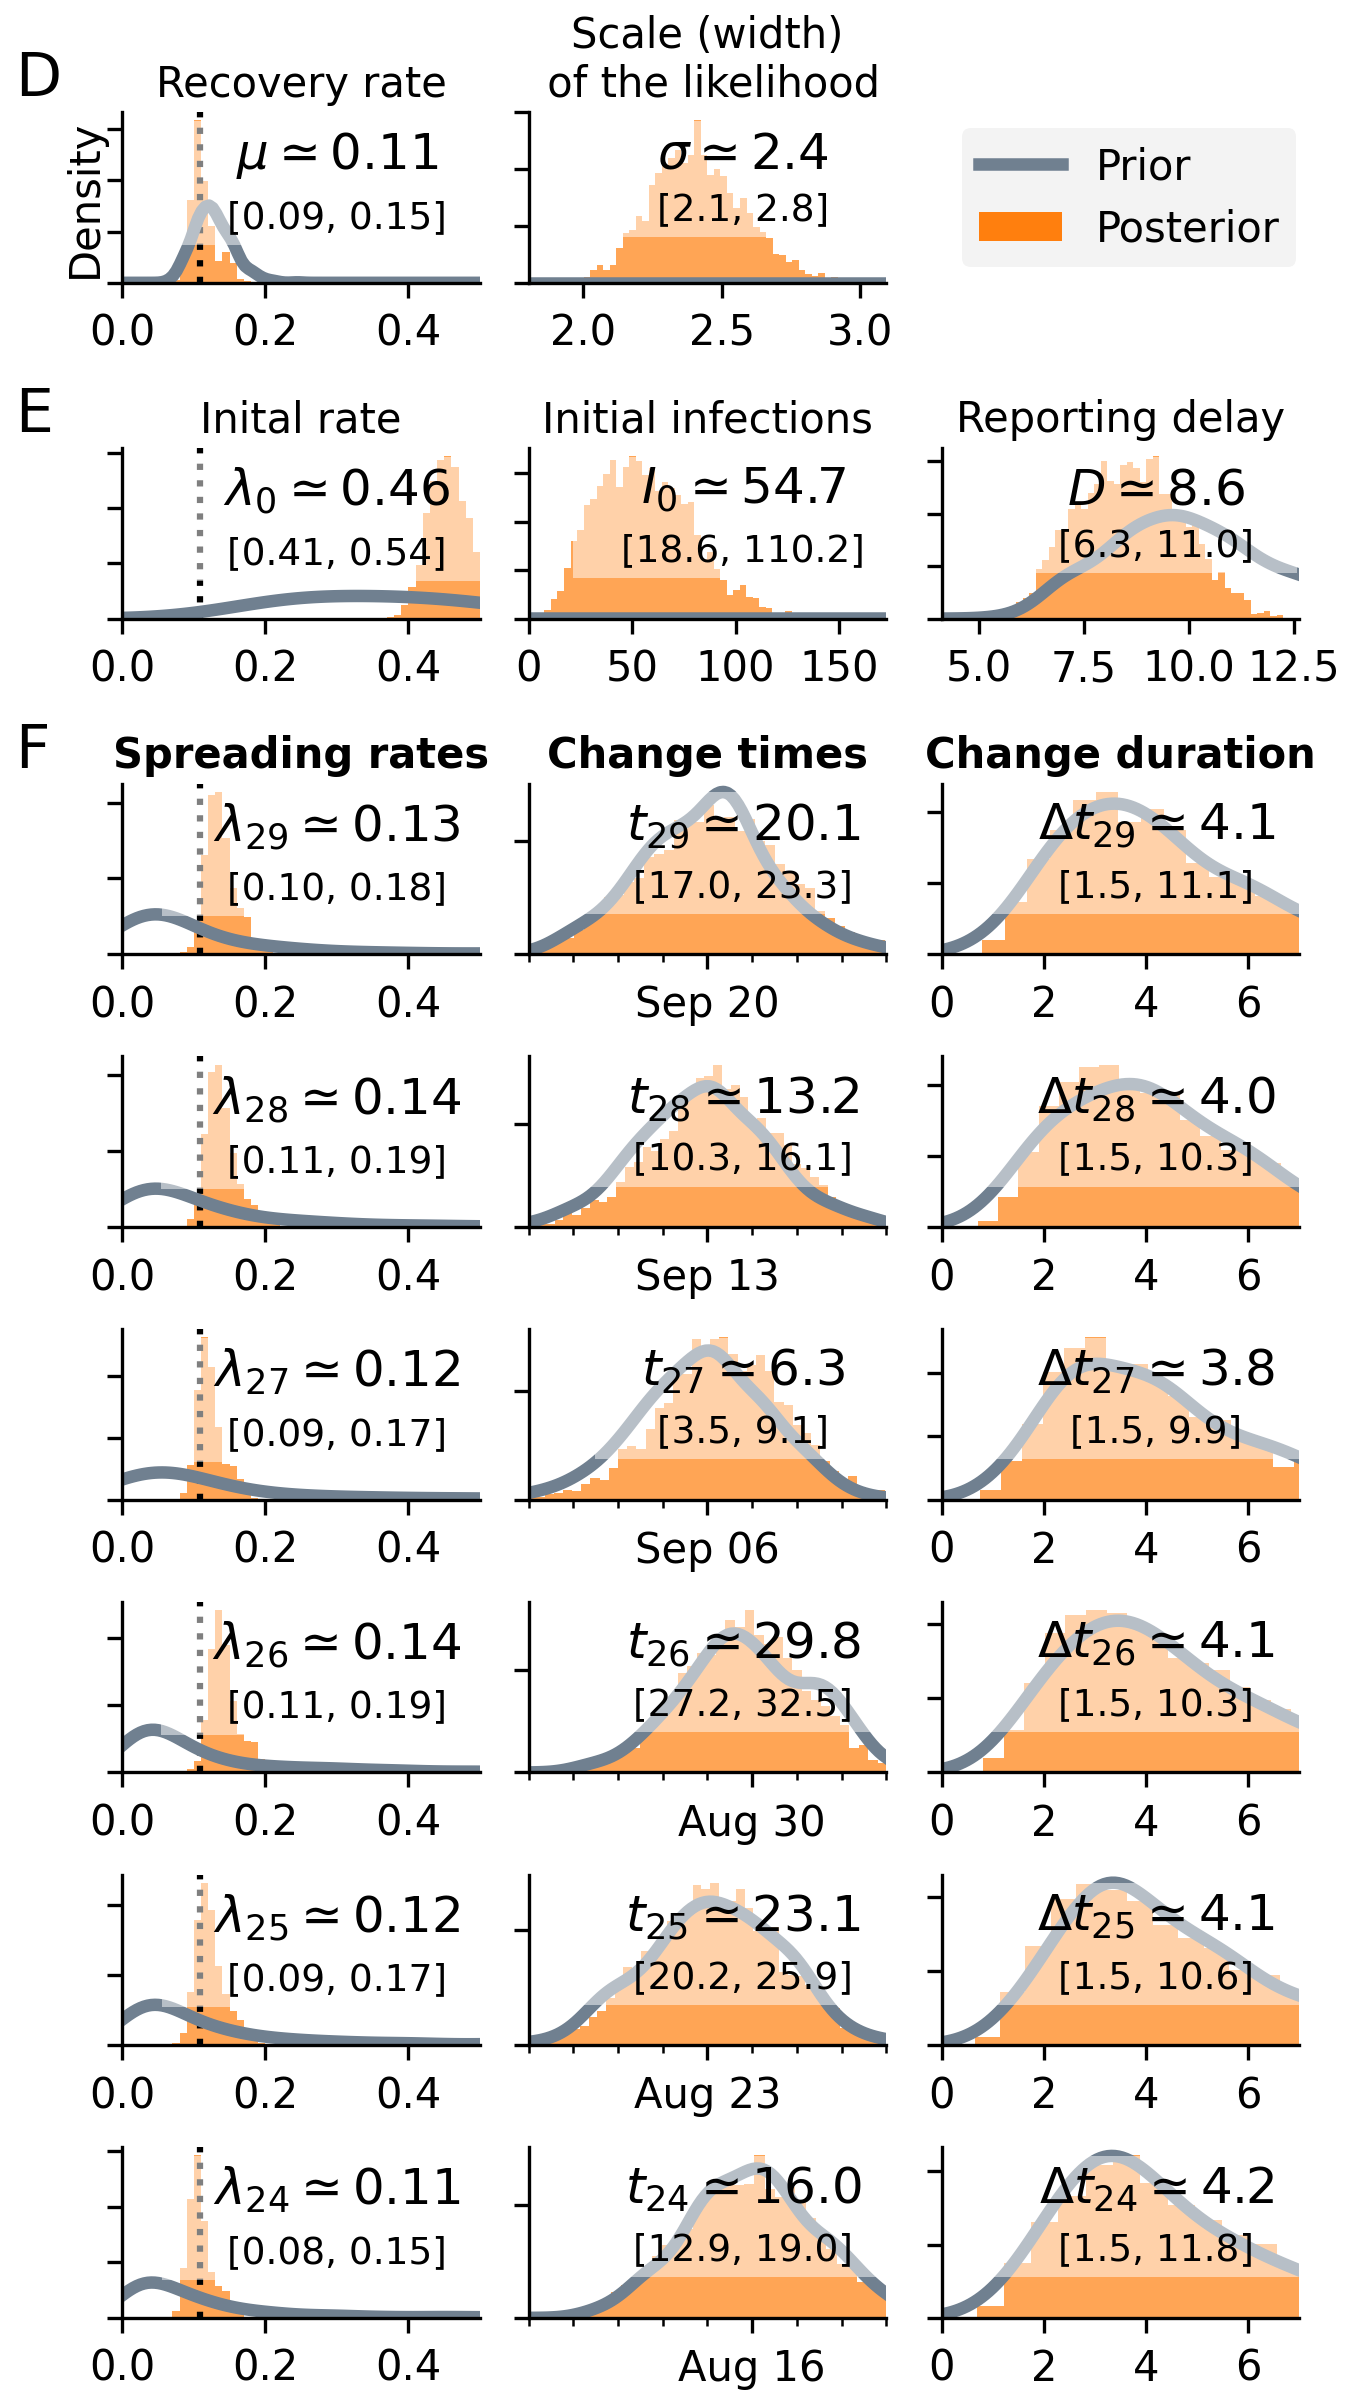 D
Recovery rate
Scale (width)
of the likelihood
Density
μ ≃ 0.11
[0.09, 0.15]
0.0 0.2 0.4
σ ≃ 2.4
[2.1, 2.8]
2.0 2.5 3.0
Prior
Posterior
E
Inital rate
Initial infections
Reporting delay
λ₀ ≃ 0.46
[0.41, 0.54]
0.0 0.2 0.4
I₀ ≃ 54.7
[18.6, 110.2]
0 50 100 150
D ≃ 8.6
[6.3, 11.0]
5.0 7.5 10.0 12.5
F
Spreading rates
Change times
Change duration
λ₂₉ ≃ 0.13
[0.10, 0.18]
0.0 0.2 0.4
t₂₉ ≃ 20.1
[17.0, 23.3]
Sep 20
Δt₂₉ ≃ 4.1
[1.5, 11.1]
0 2 4 6
λ₂₈ ≃ 0.14
[0.11, 0.19]
0.0 0.2 0.4
t₂₈ ≃ 13.2
[10.3, 16.1]
Sep 13
Δt₂₈ ≃ 4.0
[1.5, 10.3]
0 2 4 6
λ₂₇ ≃ 0.12
[0.09, 0.17]
0.0 0.2 0.4
t₂₇ ≃ 6.3
[3.5, 9.1]
Sep 06
Δt₂₇ ≃ 3.8
[1.5, 9.9]
0 2 4 6
λ₂₆ ≃ 0.14
[0.11, 0.19]
0.0 0.2 0.4
t₂₆ ≃ 29.8
[27.2, 32.5]
Aug 30
Δt₂₆ ≃ 4.1
[1.5, 10.3]
0 2 4 6
λ₂₅ ≃ 0.12
[0.09, 0.17]
0.0 0.2 0.4
t₂₅ ≃ 23.1
[20.2, 25.9]
Aug 23
Δt₂₅ ≃ 4.1
[1.5, 10.6]
0 2 4 6
λ₂₄ ≃ 0.11
[0.08, 0.15]
0.0 0.2 0.4
t₂₄ ≃ 16.0
[12.9, 19.0]
Aug 16
Δt₂₄ ≃ 4.2
[1.5, 11.8]
0 2 4 6